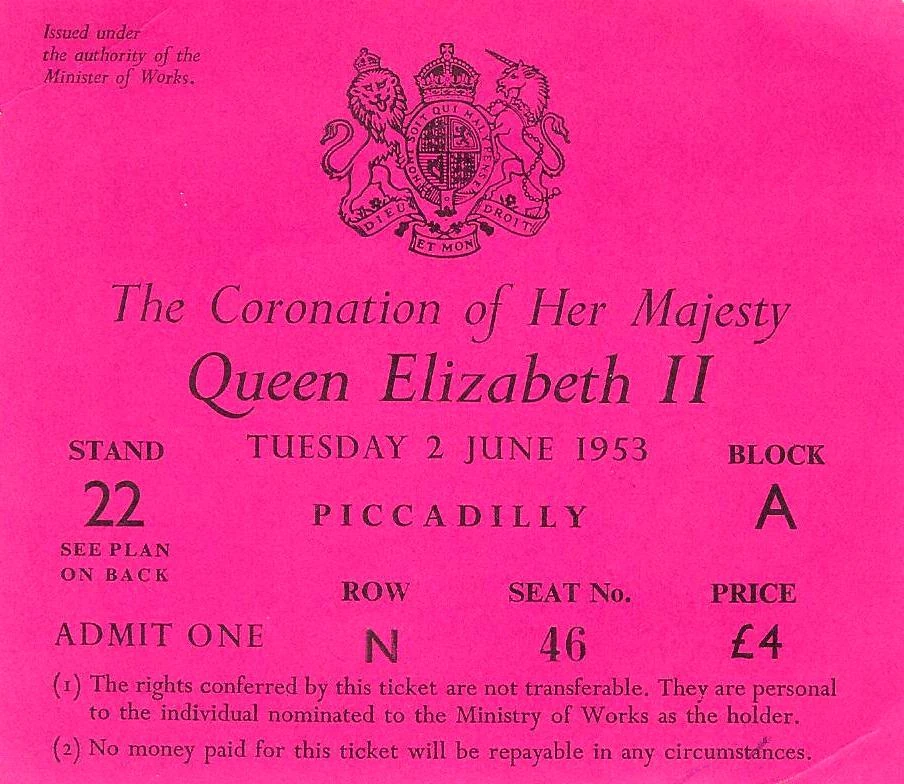 Issued under
the authority of the
Minister of Works.
HONI SOIT QUI MAL Y PENSE
DIEU ET MON DROIT
The Coronation of Her Majesty
Queen Elizabeth II
TUESDAY 2 JUNE 1953
STAND
22
SEE PLAN
ON BACK
PICCADILLY
BLOCK
A
ADMIT ONE
ROW
N
SEAT No.
46
PRICE
£4
(1) The rights conferred by this ticket are not transferable. They are personal
to the individual nominated to the Ministry of Works as the holder.
(2) No money paid for this ticket will be repayable in any circumstances.